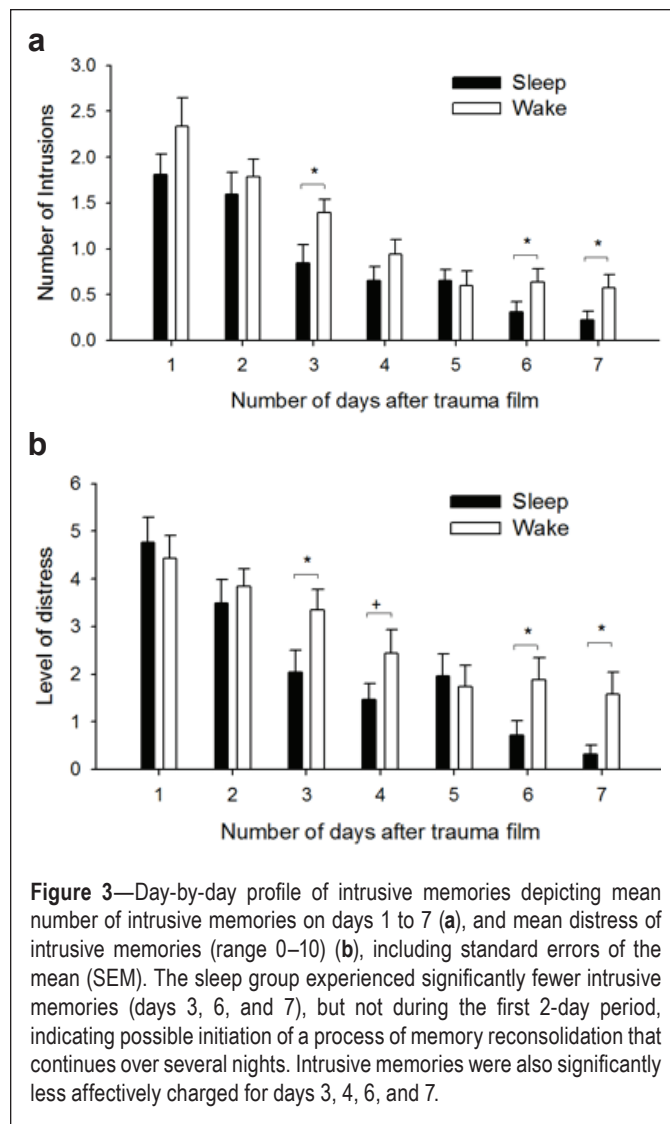 a
3.0
Sleep
Wake
2.5
2.0
*
1.5
1.0
*
*
0.5
0.0
Number of Intrusions
1 2 3 4 5 6 7
Number of days after trauma film
b
6
Sleep
Wake
5
4
*
3
+
*
*
2
1
0
Level of distress
1 2 3 4 5 6 7
Number of days after trauma film
Figure 3—Day-by-day profile of intrusive memories depicting mean
number of intrusive memories on days 1 to 7 (a), and mean distress of
intrusive memories (range 0–10) (b), including standard errors of the
mean (SEM). The sleep group experienced significantly fewer intrusive
memories (days 3, 6, and 7), but not during the first 2-day period,
indicating possible initiation of a process of memory reconsolidation that
continues over several nights. Intrusive memories were also significantly
less affectively charged for days 3, 4, 6, and 7.